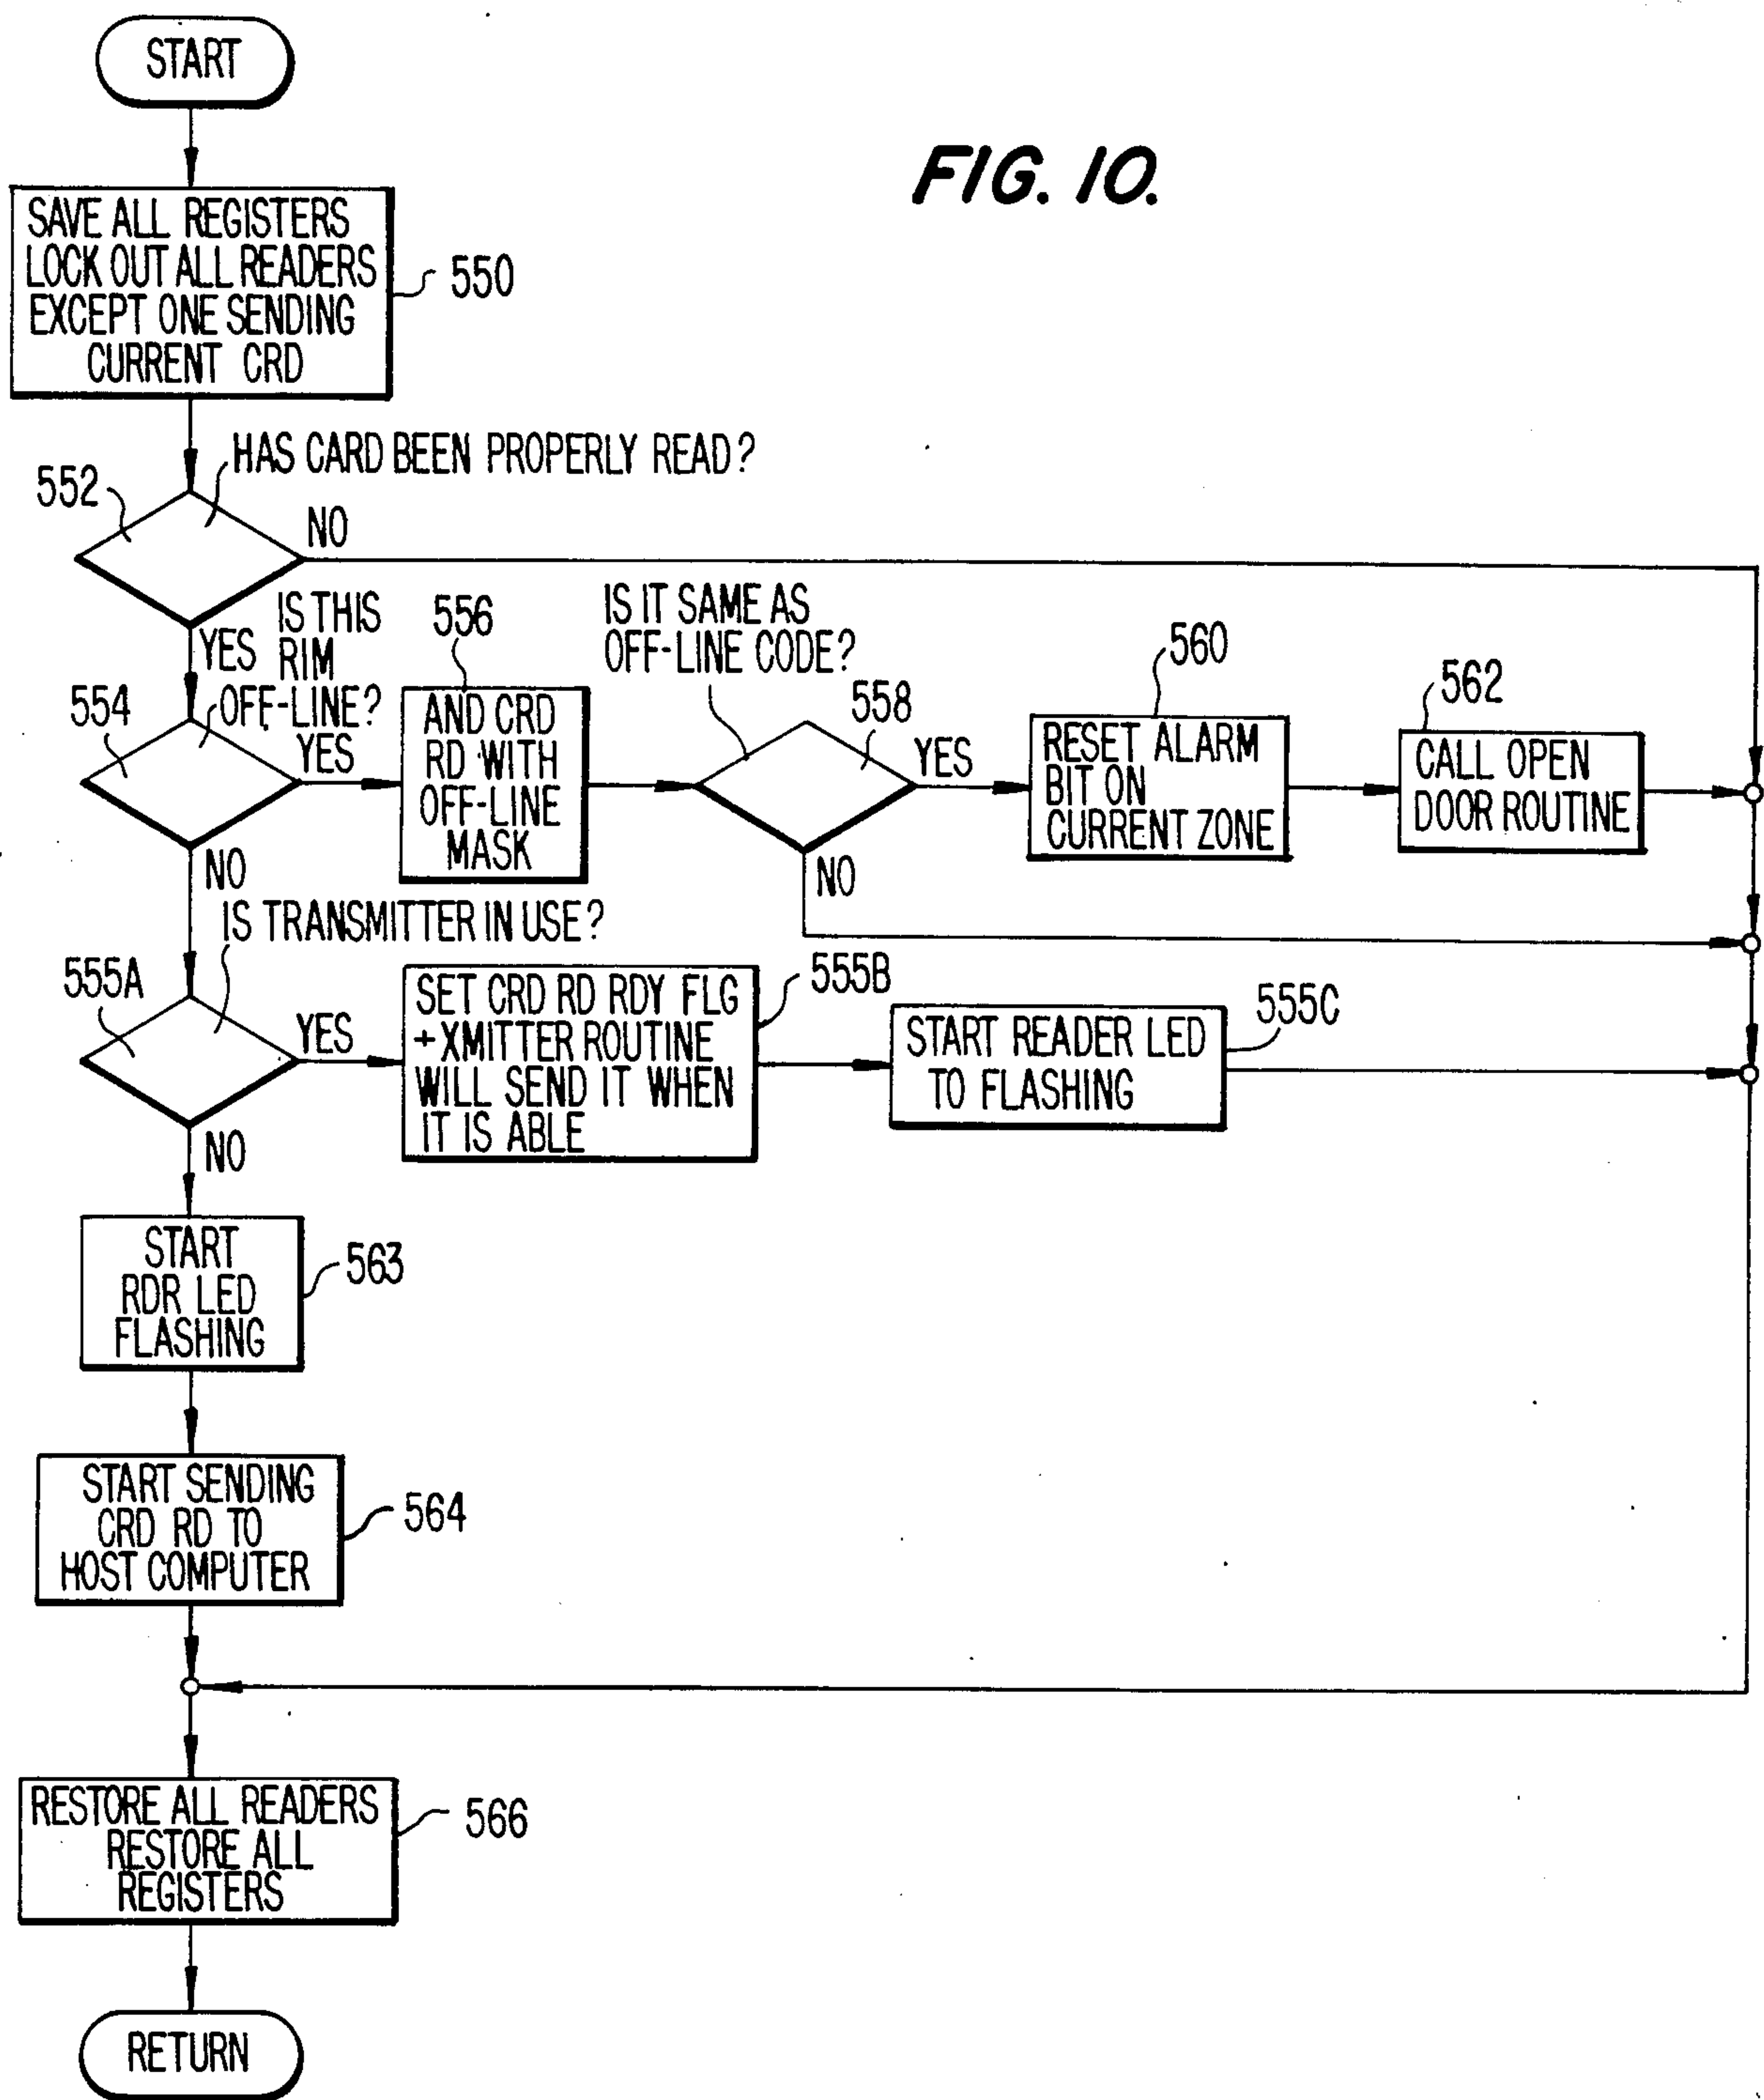 START
FIG. 10.
SAVE ALL REGISTERS
LOCK OUT ALL READERS
EXCEPT ONE SENDING
CURRENT CRD
550
HAS CARD BEEN PROPERLY READ?
552
NO
YES
IS THIS
RIM
OFF-LINE?
554
YES
NO
556
AND CRD
RD WITH
OFF-LINE
MASK
IS IT SAME AS
OFF-LINE CODE?
558
YES
NO
560
RESET ALARM
BIT ON
CURRENT ZONE
562
CALL OPEN
DOOR ROUTINE
IS TRANSMITTER IN USE?
555A
YES
NO
SET CRD RD RDY FLG
+XMITTER ROUTINE
WILL SEND IT WHEN
IT IS ABLE
555B
START READER LED
TO FLASHING
555C
START
RDR LED
FLASHING
563
START SENDING
CRD RD TO
HOST COMPUTER
564
RESTORE ALL READERS
RESTORE ALL
REGISTERS
566
RETURN